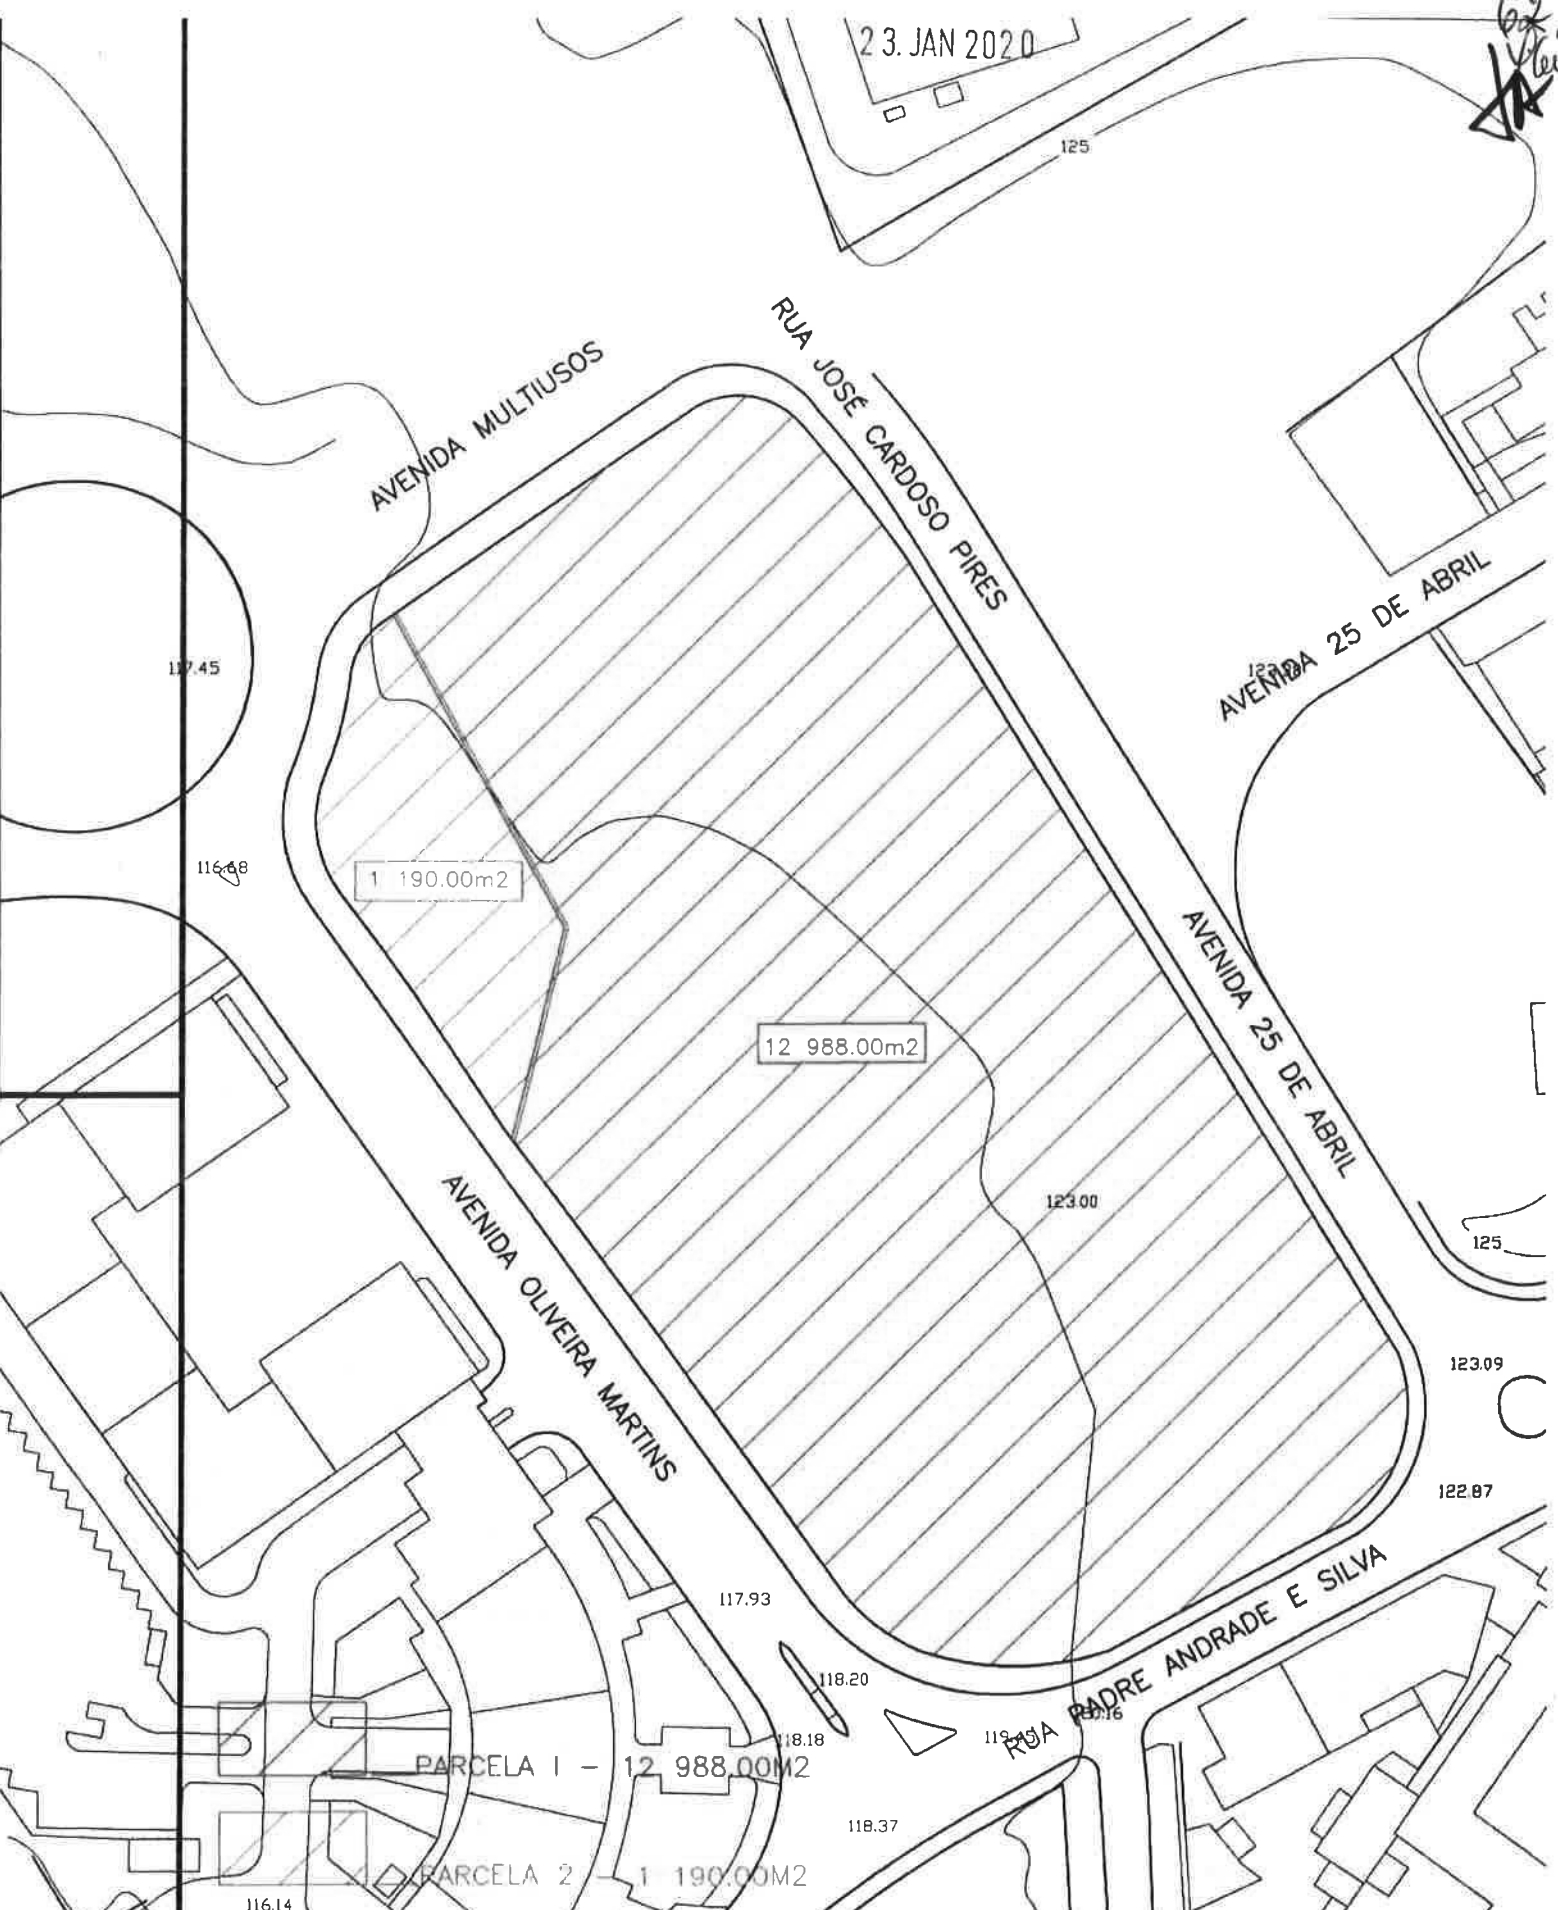 23. JAN 2020
62
125
RUA JOSÉ CARDOSO PIRES
AVENIDA MULTIUSOS
AVENIDA 25 DE ABRIL
117.45
116.68
1 190.00m2
AVENIDA 25 DE ABRIL
12 988.00m2
123.00
AVENIDA OLIVEIRA MARTINS
125
123.09
122.87
RUA PADRE ANDRADE E SILVA
117.93
118.20
118.18
PARCELA 1 - 12 988.00M2
118.37
PARCELA 2 - 1 190.00M2
116.14